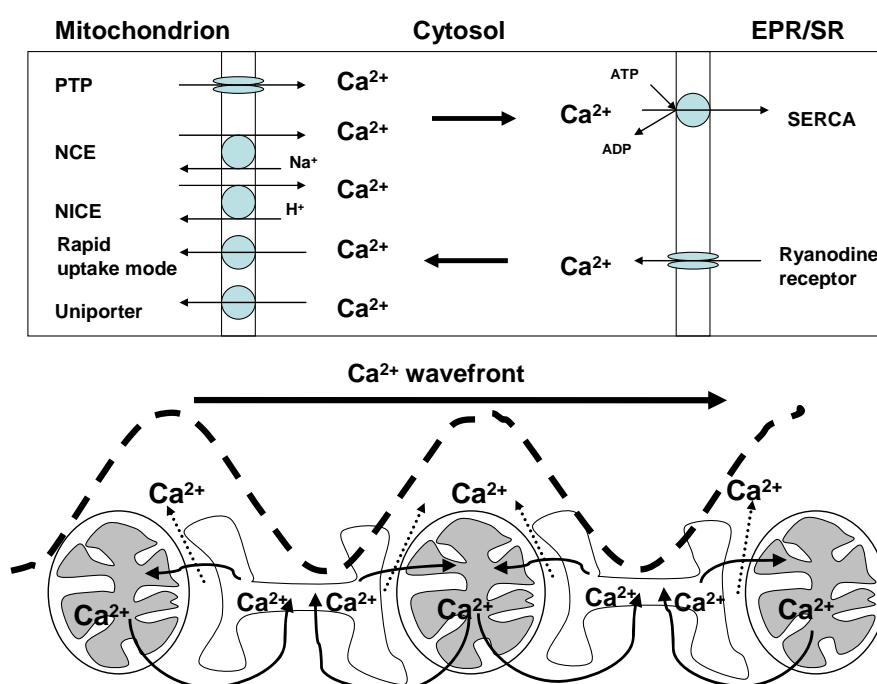 Mitochondrion Cytosol EPR/SR
PTP Ca²⁺ ATP
Ca²⁺ Ca²⁺ SERCA
NCE Na⁺ ADP
Ca²⁺
NICE H⁺
Rapid
uptake mode Ca²⁺ Ca²⁺ Ryanodine
receptor
Uniporter Ca²⁺
Ca²⁺ wavefront
Ca²⁺ Ca²⁺ Ca²⁺
Ca²⁺ Ca²⁺ Ca²⁺ Ca²⁺ Ca²⁺ Ca²⁺ Ca²⁺